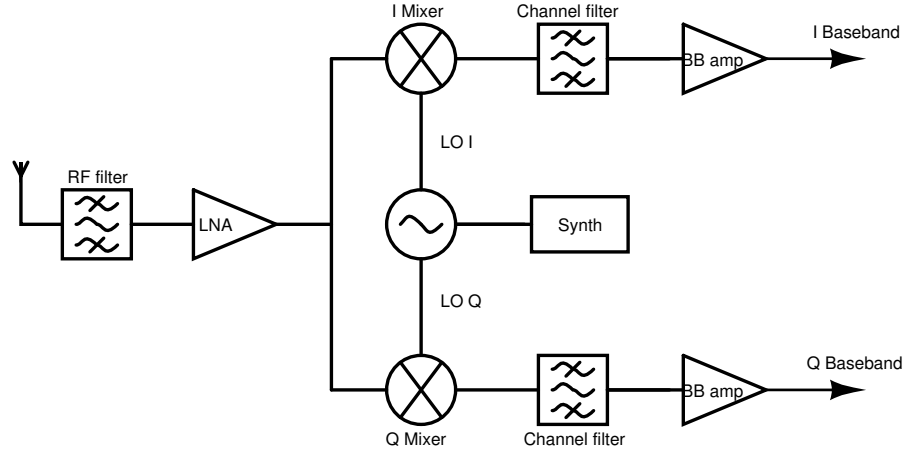 I Mixer
Channel filter
I Baseband
BB amp
LO I
RF filter
LNA
Synth
LO Q
Q Baseband
BB amp
Q Mixer
Channel filter